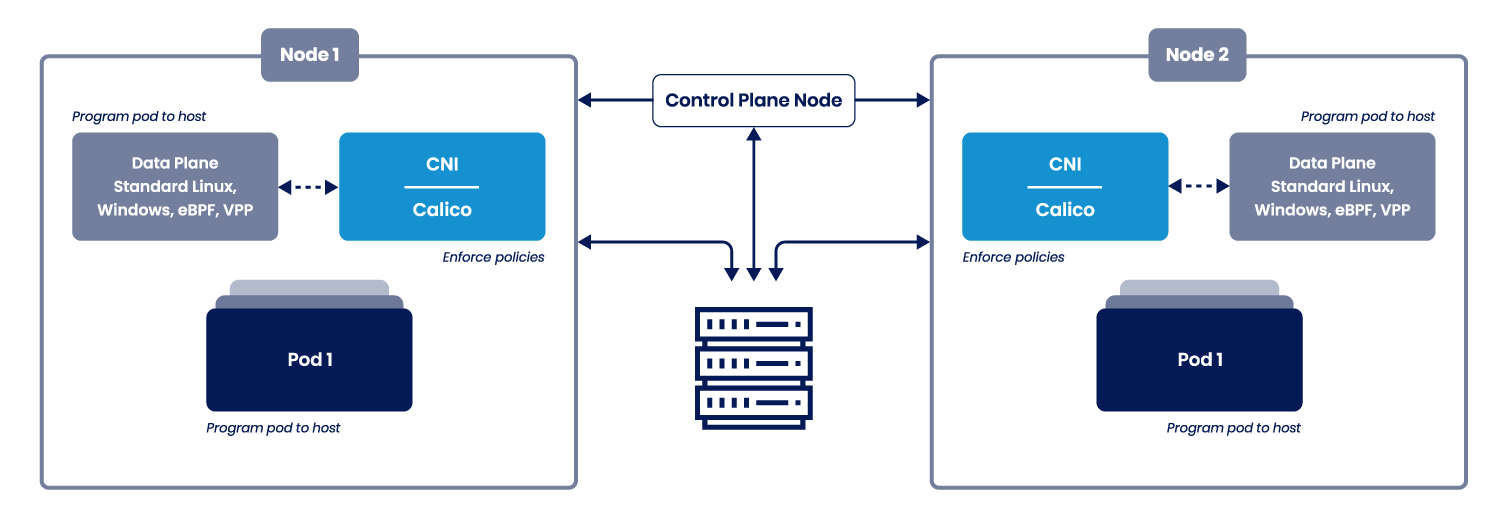 Node 1
Program pod to host
Data Plane
Standard Linux,
Windows, eBPF, VPP
CNI
Calico
Enforce policies
Pod 1
Program pod to host
Control Plane Node
Node 2
Program pod to host
CNI
Calico
Data Plane
Standard Linux,
Windows, eBPF, VPP
Enforce policies
Pod 1
Program pod to host